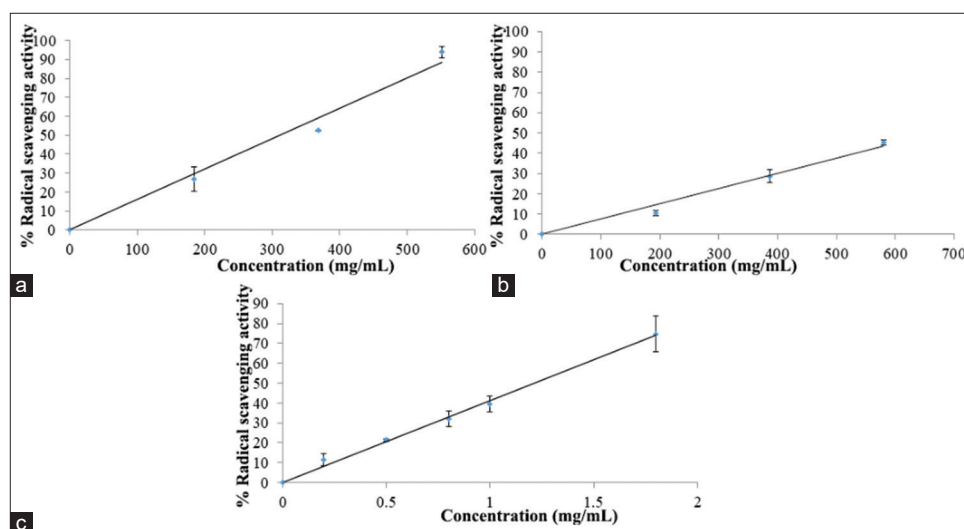 % Radical scavenging activity
100
90
80
70
60
50
40
30
20
10
0
0 100 200 300 400 500 600
Concentration (mg/mL)
a
% Radical scavenging activity
100
90
80
70
60
50
40
30
20
10
0
0 100 200 300 400 500 600 700
Concentration (mg/mL)
b
% Radical scavenging activity
90
80
70
60
50
40
30
20
10
0
0 0.5 1 1.5 2
Concentration (mg/mL)
c